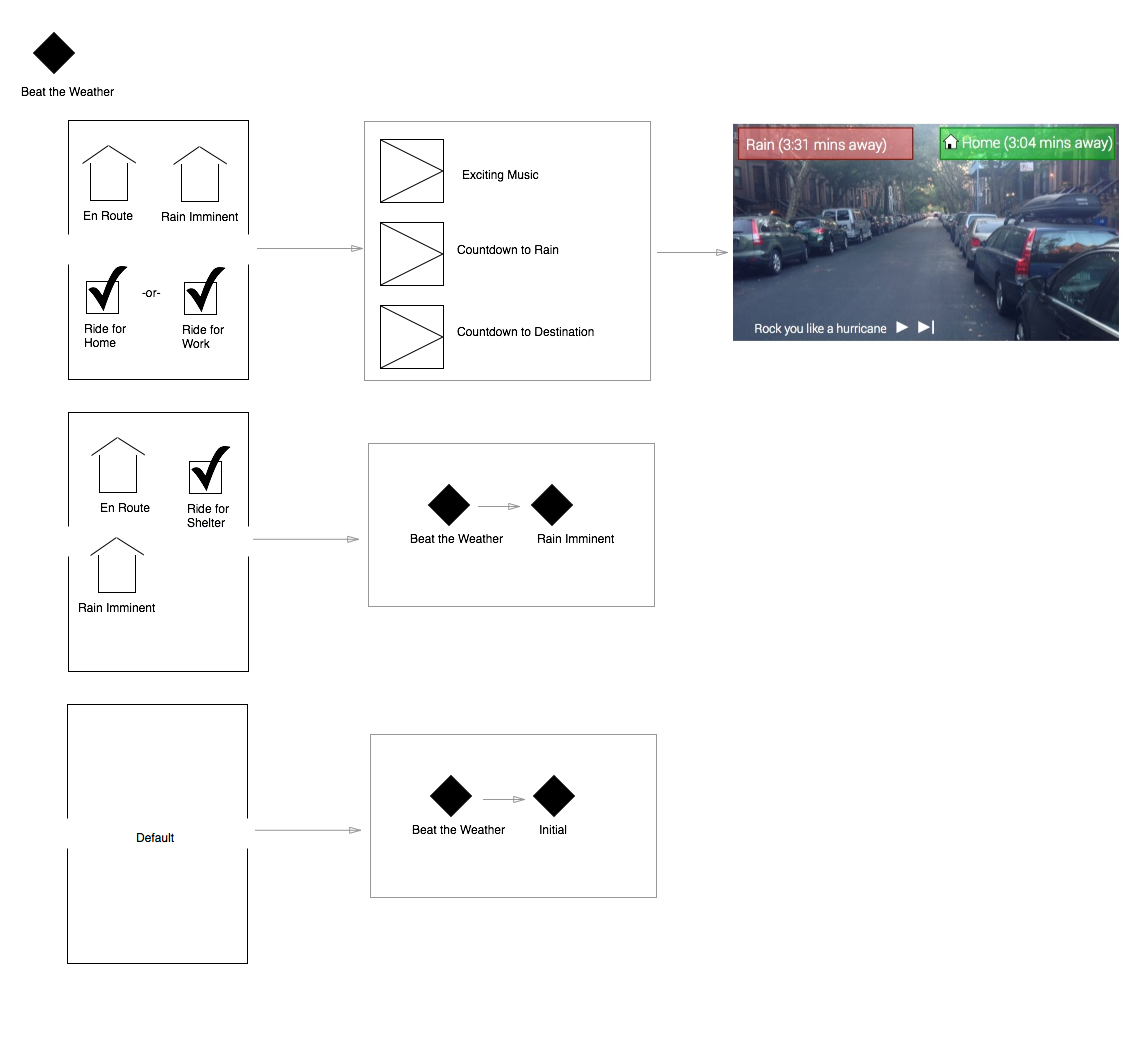 Beat the Weather
En Route
Rain Imminent
-or-
Ride for
Home
Ride for
Work
Exciting Music
Countdown to Rain
Countdown to Destination
Rain (3:31 mins away)
Home (3:04 mins away)
Rock you like a hurricane
En Route
Ride for
Shelter
Rain Imminent
Beat the Weather
Rain Imminent
Default
Beat the Weather
Initial